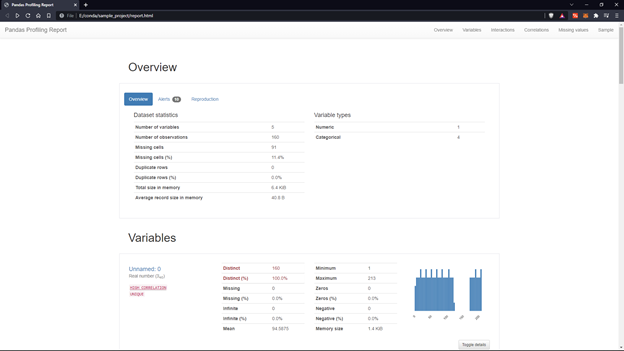 Pandas Profiling Report
File | E:/conda/sample_project/report.html
Pandas Profiling Report Overview Variables Interactions Correlations Missing values Sample
Overview
Overview Alerts Reproduction
Dataset statistics Variable types
Number of variables 5 Numeric 1
Number of observations 160 Categorical 4
Missing cells 91
Missing cells (%) 11.4%
Duplicate rows 0
Duplicate rows (%) 0.0%
Total size in memory 6.4 KiB
Average record size in memory 40.8 B
Variables
Unnamed: 0
Real number (ℝ≥0)
HIGH CORRELATION
UNIQUE
Distinct 160 Minimum 1
Distinct (%) 100.0% Maximum 213
Missing 0 Zeros 0
Missing (%) 0.0% Zeros (%) 0.0%
Infinite 0 Negative 0
Infinite (%) 0.0% Negative (%) 0.0%
Mean 94.5875 Memory size 1.4 KiB
Toggle details